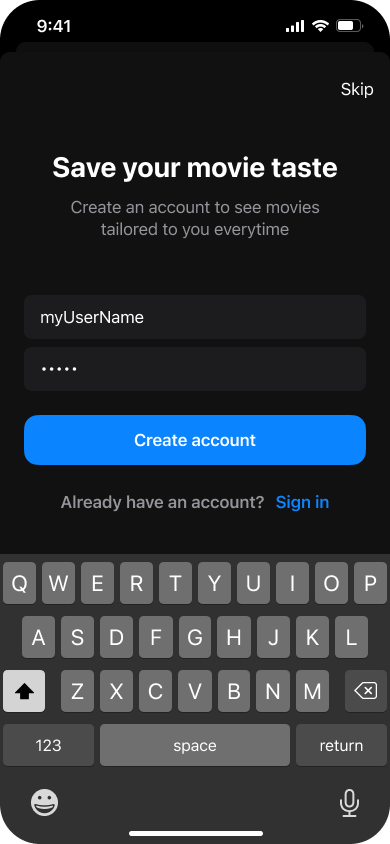 9:41
Skip
Save your movie taste
Create an account to see movies
tailored to you everytime
myUserName
•••••
Create account
Already have an account? Sign in
Q W E R T Y U I O P
A S D F G H J K L
Z X C V B N M
123 space return